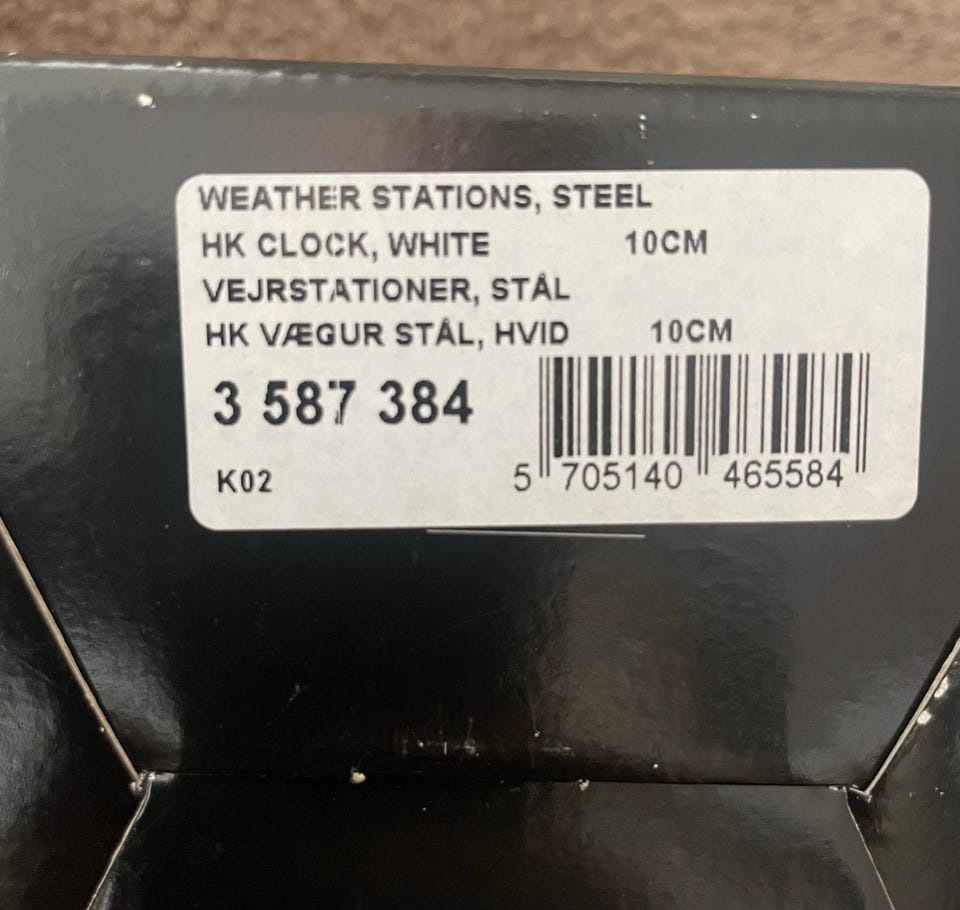 WEATHER STATIONS, STEEL
HK CLOCK, WHITE 10CM
VEJRSTATIONER, STÅL
HK VÆGUR STÅL, HVID 10CM
3 587 384
K02
5 705140 465584